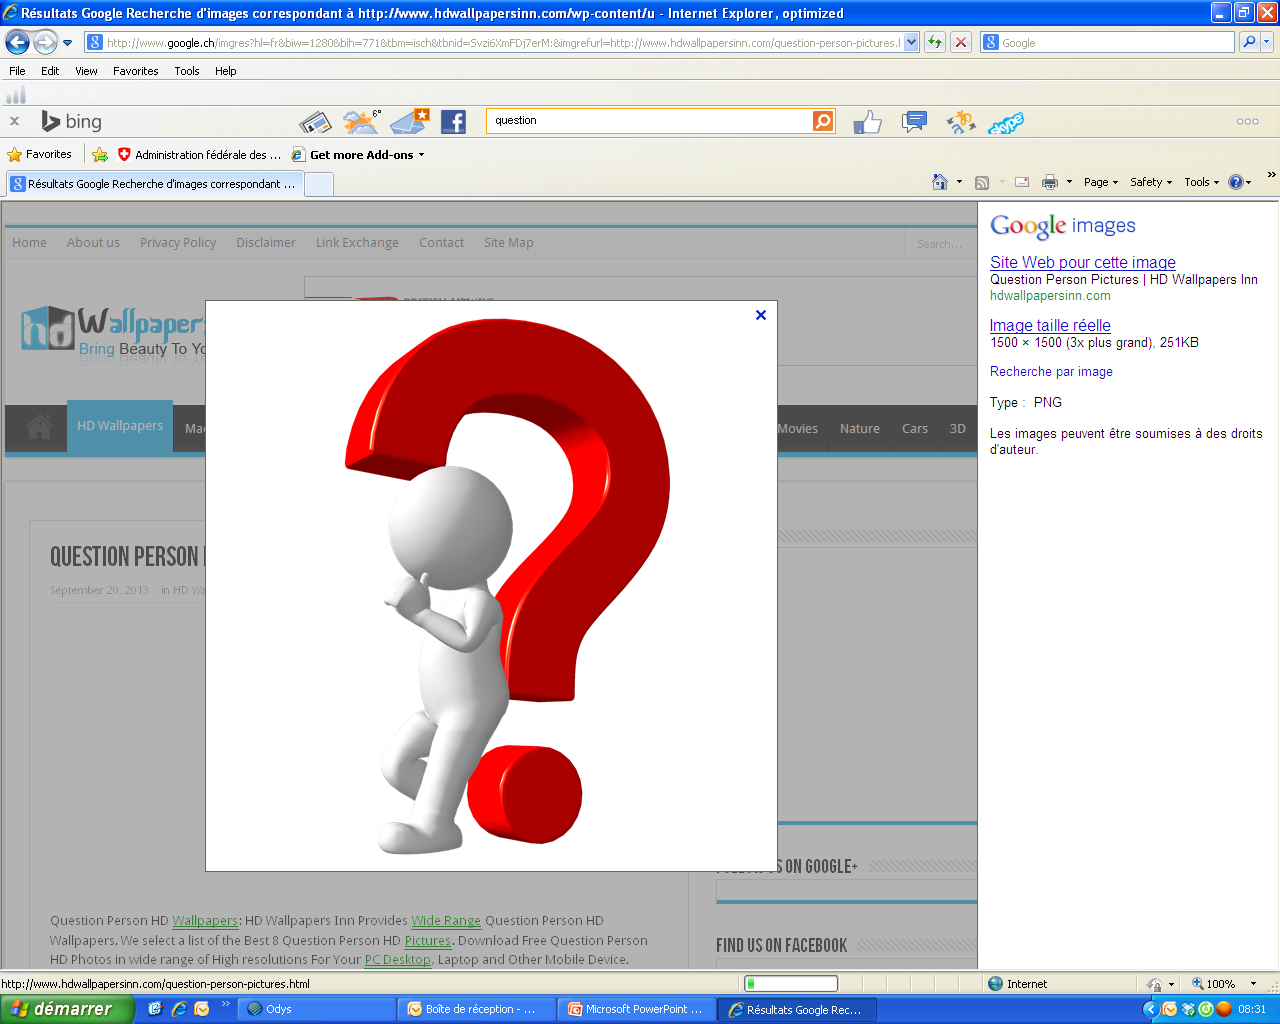 Résultats Google Recherche d'images correspondant à http://www.hdwallpapersinn.com/wp-content/u - Internet Explorer, optimized
http://www.google.ch/imgres?hl=fr&biw=1280&bih=771&tbm=isch&tbnid=Svzi6XmFDj7erM:&imgrefurl=http://www.hdwallpapersinn.com/question-person-pictures.l
Google
File Edit View Favorites Tools Help
x bing 6° question skype
Favorites Administration fédérale des ... Get more Add-ons
Résultats Google Recherche d'images correspondant ...
Page Safety Tools
Home About us Privacy Policy Disclaimer Link Exchange Contact Site Map Search...
hd Wallpapers
Bring Beauty To Yo
HD Wallpapers Mac Movies Nature Cars 3D
QUESTION PERSON
September 20, 2013 in HD Wa
Question Person HD Wallpapers: HD Wallpapers Inn Provides Wide Range Question Person HD
Wallpapers. We select a list of the Best 8 Question Person HD Pictures. Download Free Question Person
HD Photos in wide range of High resolutions For Your PC Desktop, Laptop and Other Mobile Device.
US ON GOOGLE+
FIND US ON FACEBOOK
Google images
Site Web pour cette image
Question Person Pictures | HD Wallpapers Inn
hdwallpapersinn.com
Image taille réelle
1500 × 1500 (3x plus grand), 251KB
Recherche par image
Type : PNG
Les images peuvent être soumises à des droits
d'auteur.
http://www.hdwallpapersinn.com/question-person-pictures.html
Internet 100%
démarrer Odys Boîte de réception - ... Microsoft PowerPoint ... Résultats Google Rec... 08:31